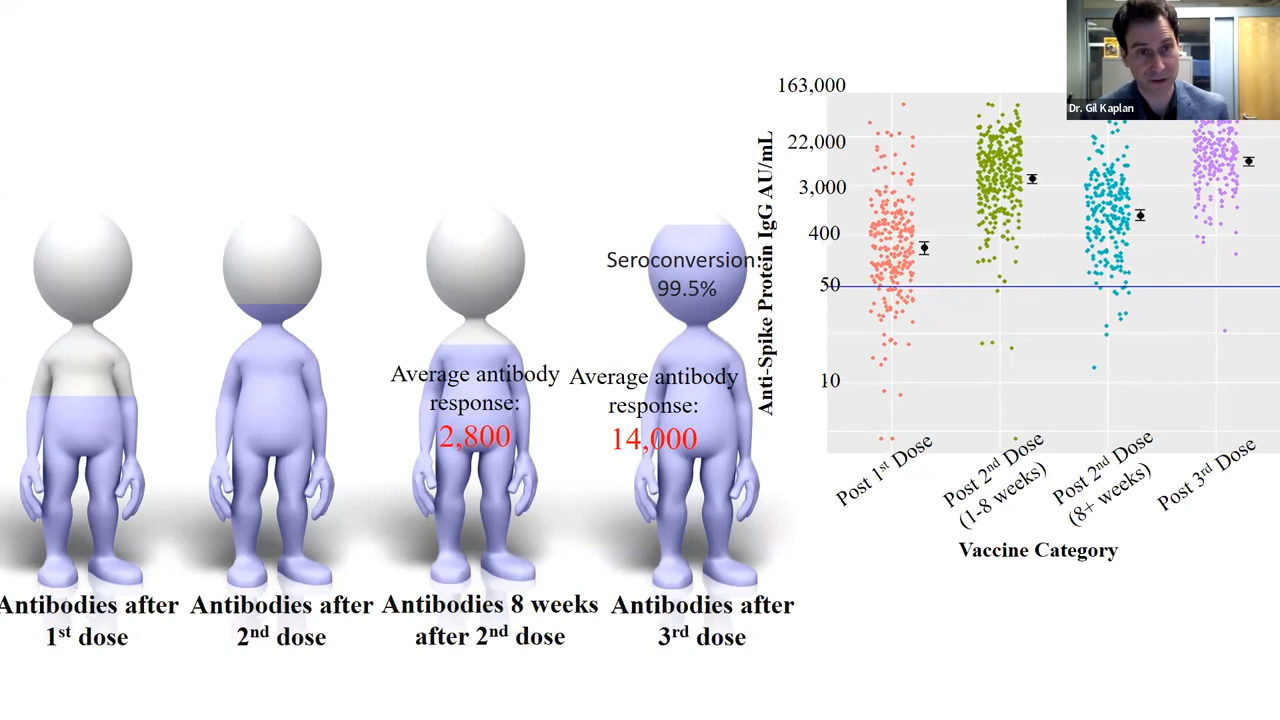 Dr. Gil Kaplan
Seroconversion:
99.5%
Average antibody
response:
2,800
Average antibody
response:
14,000
Antibodies after
1st dose
Antibodies after
2nd dose
Antibodies 8 weeks
after 2nd dose
Antibodies after
3rd dose
Anti-Spike Protein IgG AU/mL
163,000
22,000
3,000
400
50
10
Post 1st Dose
Post 2nd Dose
(1-8 weeks)
Post 2nd Dose
(8+ weeks)
Post 3rd Dose
Vaccine Category